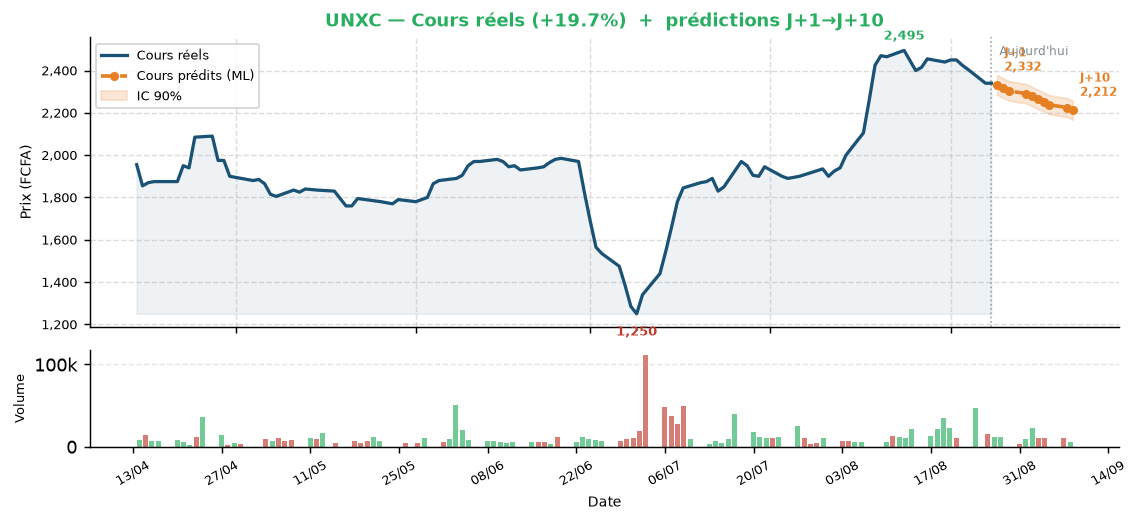 UNXC — Cours réels (+19.7%) + prédictions J+1→J+10
2,495
Cours réels
Cours prédits (ML)
IC 90%
Aujourd'hui
J+1
2,332
J+10
2,212
Prix (FCFA)
2,400
2,200
2,000
1,800
1,600
1,400
1,200
1,250
Volume
100k
0
13/04
27/04
11/05
25/05
08/06
22/06
06/07
20/07
03/08
17/08
31/08
14/09
Date